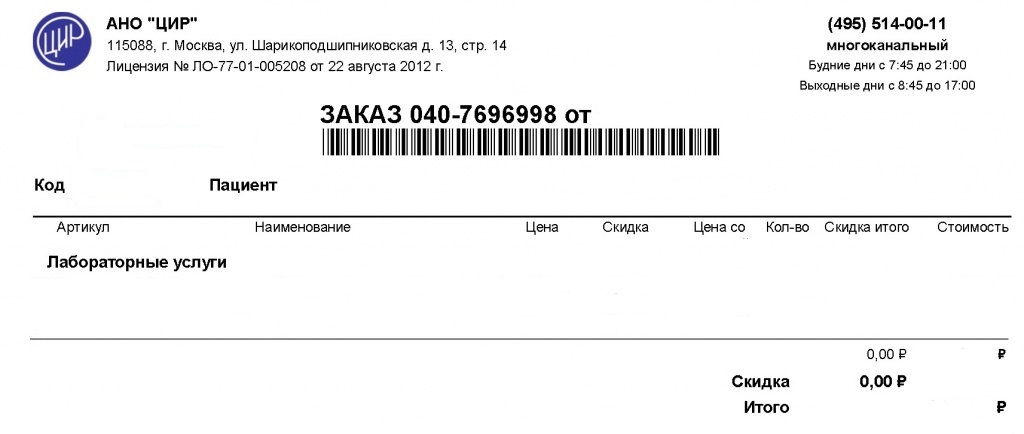 ЦИР
АНО "ЦИР"
115088, г. Москва, ул. Шарикоподшипниковская д. 13, стр. 14
Лицензия № ЛО-77-01-005208 от 22 августа 2012 г.
(495) 514-00-11
многоканальный
Будние дни с 7:45 до 21:00
Выходные дни с 8:45 до 17:00
ЗАКАЗ 040-7696998 от
Код Пациент
Артикул Наименование Цена Скидка Цена со Кол-во Скидка итого Стоимость
Лабораторные услуги
0,00 ₽ ₽
Скидка 0,00 ₽
Итого ₽